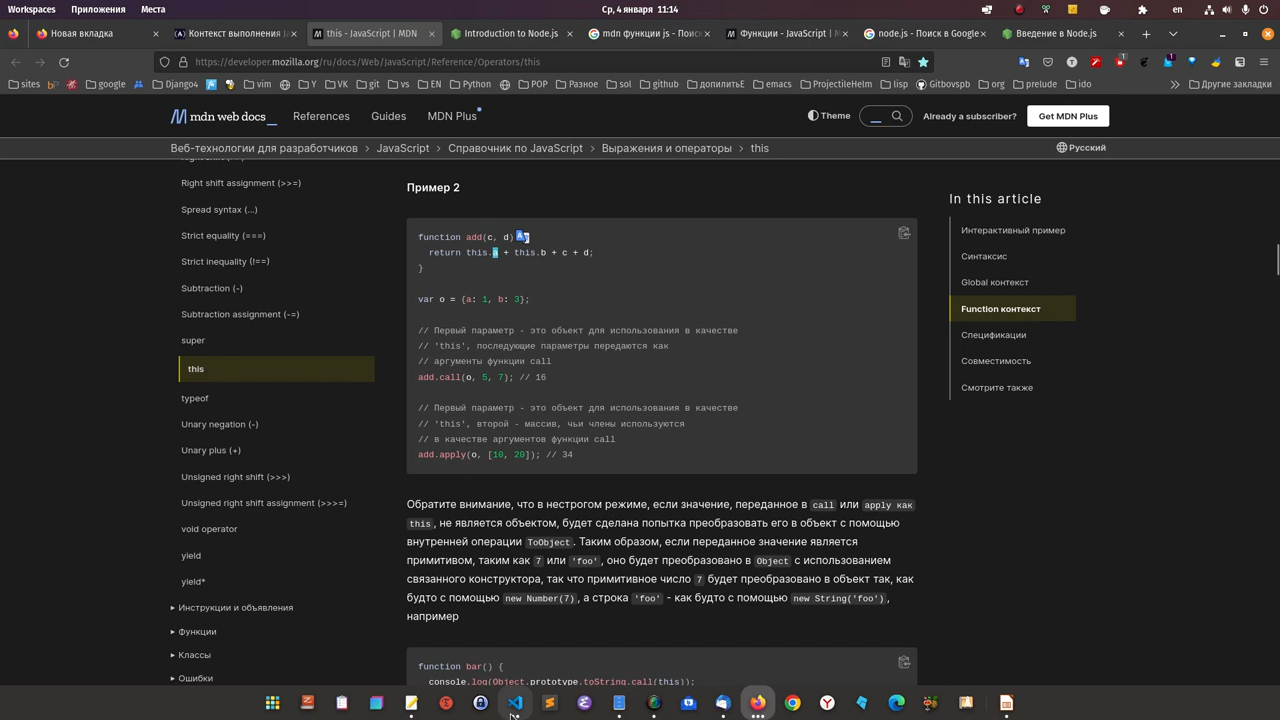 Workspaces Приложения Места Ср, 4 января 11:14 en
Новая вкладка Контекст выполнения Ja this - JavaScript | MDN Introduction to Node.js mdn функции js - Поис Функции - JavaScript | M node.js - Поиск в Google Введение в Node.js
https://developer.mozilla.org/ru/docs/Web/JavaScript/Reference/Operators/this
sites google Django4 vim Y VK git vs EN Python POP Разное sol github допилитьЕ emacs ProjectileHelm lisp Gitbovspb org prelude ido Другие закладки
mdn web docs References Guides MDN Plus Theme Already a subscriber? Get MDN Plus
Веб-технологии для разработчиков JavaScript Справочник по JavaScript Выражения и операторы this Русский
Right shift assignment (>>=)
Spread syntax (...)
Strict equality (===)
Strict inequality (!==)
Subtraction (-)
Subtraction assignment (-=)
super
this
typeof
Unary negation (-)
Unary plus (+)
Unsigned right shift (>>>)
Unsigned right shift assignment (>>>=)
void operator
yield
yield*
Инструкции и объявления
Функции
Классы
Ошибки
Пример 2
function add(c, d)
return this.a + this.b + c + d;
}
var o = {a: 1, b: 3};
// Первый параметр - это объект для использования в качестве
// 'this', последующие параметры передаются как
// аргументы функции call
add.call(o, 5, 7); // 16
// Первый параметр - это объект для использования в качестве
// 'this', второй - массив, чьи члены используются
// в качестве аргументов функции call
add.apply(o, [10, 20]); // 34
Обратите внимание, что в нестрогом режиме, если значение, переданное в call или apply как
this, не является объектом, будет сделана попытка преобразовать его в объект с помощью
внутренней операции ToObject. Таким образом, если переданное значение является
примитивом, таким как 7 или 'foo', оно будет преобразовано в Object с использованием
связанного конструктора, так что примитивное число 7 будет преобразовано в объект так, как
будто с помощью new Number(7), а строка 'foo' - как будто с помощью new String('foo'),
например
function bar() {
console.log(Object.prototype.toString.call(this));
In this article
Интерактивный пример
Синтаксис
Global контекст
Function контекст
Спецификации
Совместимость
Смотрите также